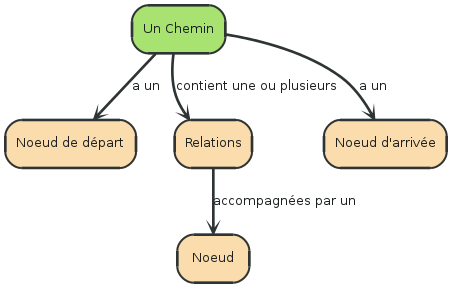 Un Chemin
a un
contient une ou plusieurs
a un
Noeud de départ
Relations
Noeud d'arrivée
accompagnées par un
Noeud